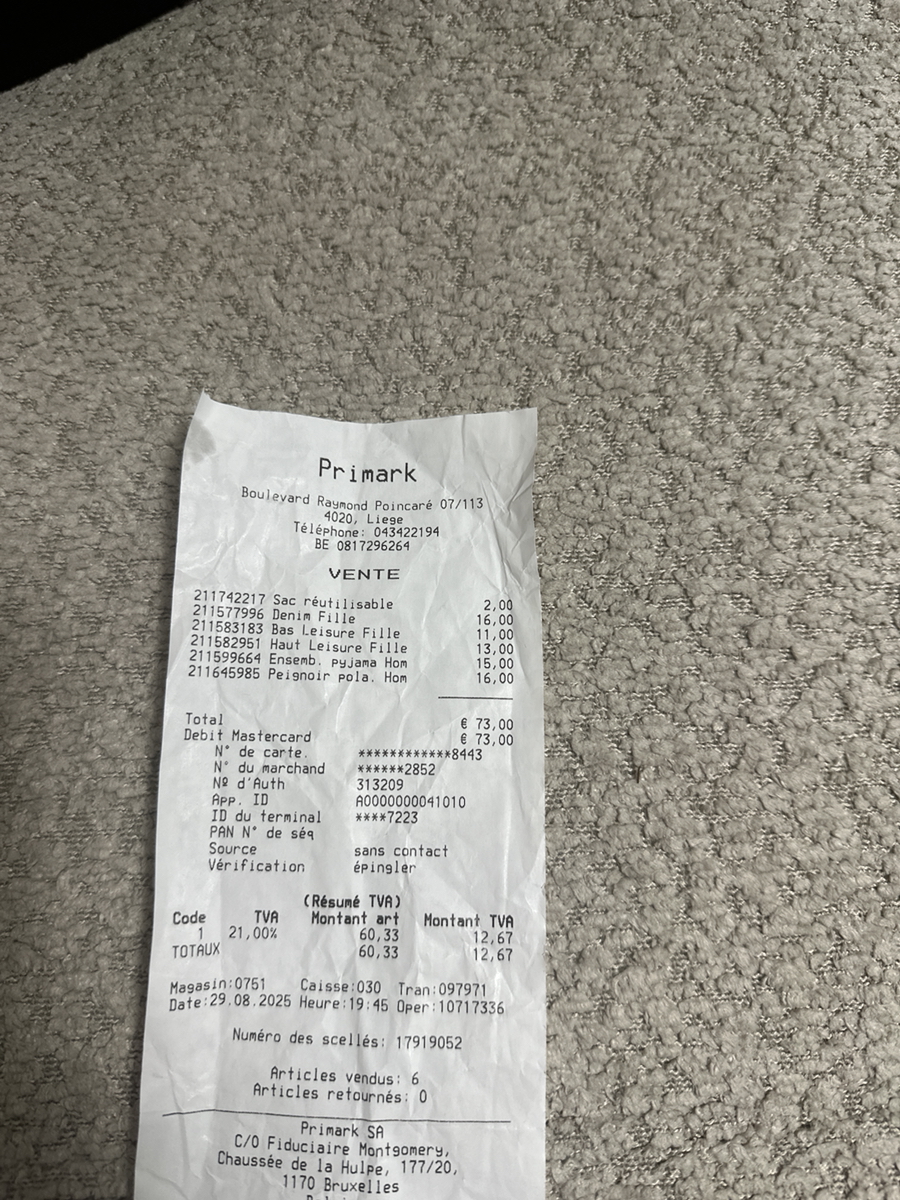 Primark
Boulevard Raymond Poincaré 07/113
4020, Liege
Téléphone: 043422194
BE 0817296264
VENTE
211742217 Sac réutilisable 2,00
211577996 Denim Fille 16,00
211583183 Bas Leisure Fille 11,00
211582951 Haut Leisure Fille 13,00
211599664 Ensemb. pyjama Hom 15,00
211645985 Peignoir pola. Hom 16,00
Total € 73,00
Debit Mastercard € 73,00
N° de carte. ************8443
N° du marchand ******2852
Nº d'Auth 313209
App. ID A0000000041010
ID du terminal ****7223
PAN N° de séq
Source sans contact
Vérification épingler
(Résumé TVA)
Code TVA Montant art Montant TVA
1 21,00% 60,33 12,67
TOTAUX 60,33 12,67
Magasin:0751 Caisse:030 Tran:097971
Date:29.08.2025 Heure:19:45 Oper:10717336
Numéro des scellés: 17919052
Articles vendus: 6
Articles retournés: 0
Primark SA
C/O Fiduciaire Montgomery,
Chaussée de la Hulpe, 177/20,
1170 Bruxelles